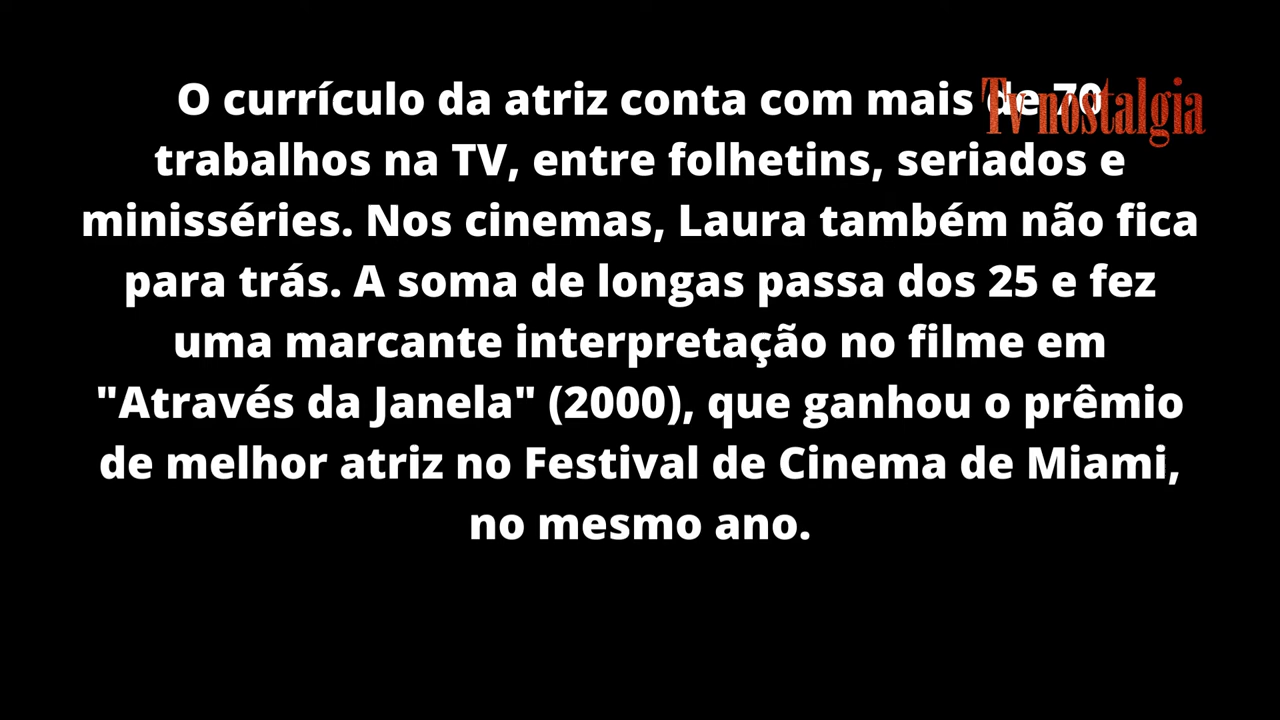 O currículo da atriz conta com mais de 70
Tv nostalgia
trabalhos na TV, entre folhetins, seriados e
minisséries. Nos cinemas, Laura também não fica
para trás. A soma de longas passa dos 25 e fez
uma marcante interpretação no filme em
"Através da Janela" (2000), que ganhou o prêmio
de melhor atriz no Festival de Cinema de Miami,
no mesmo ano.